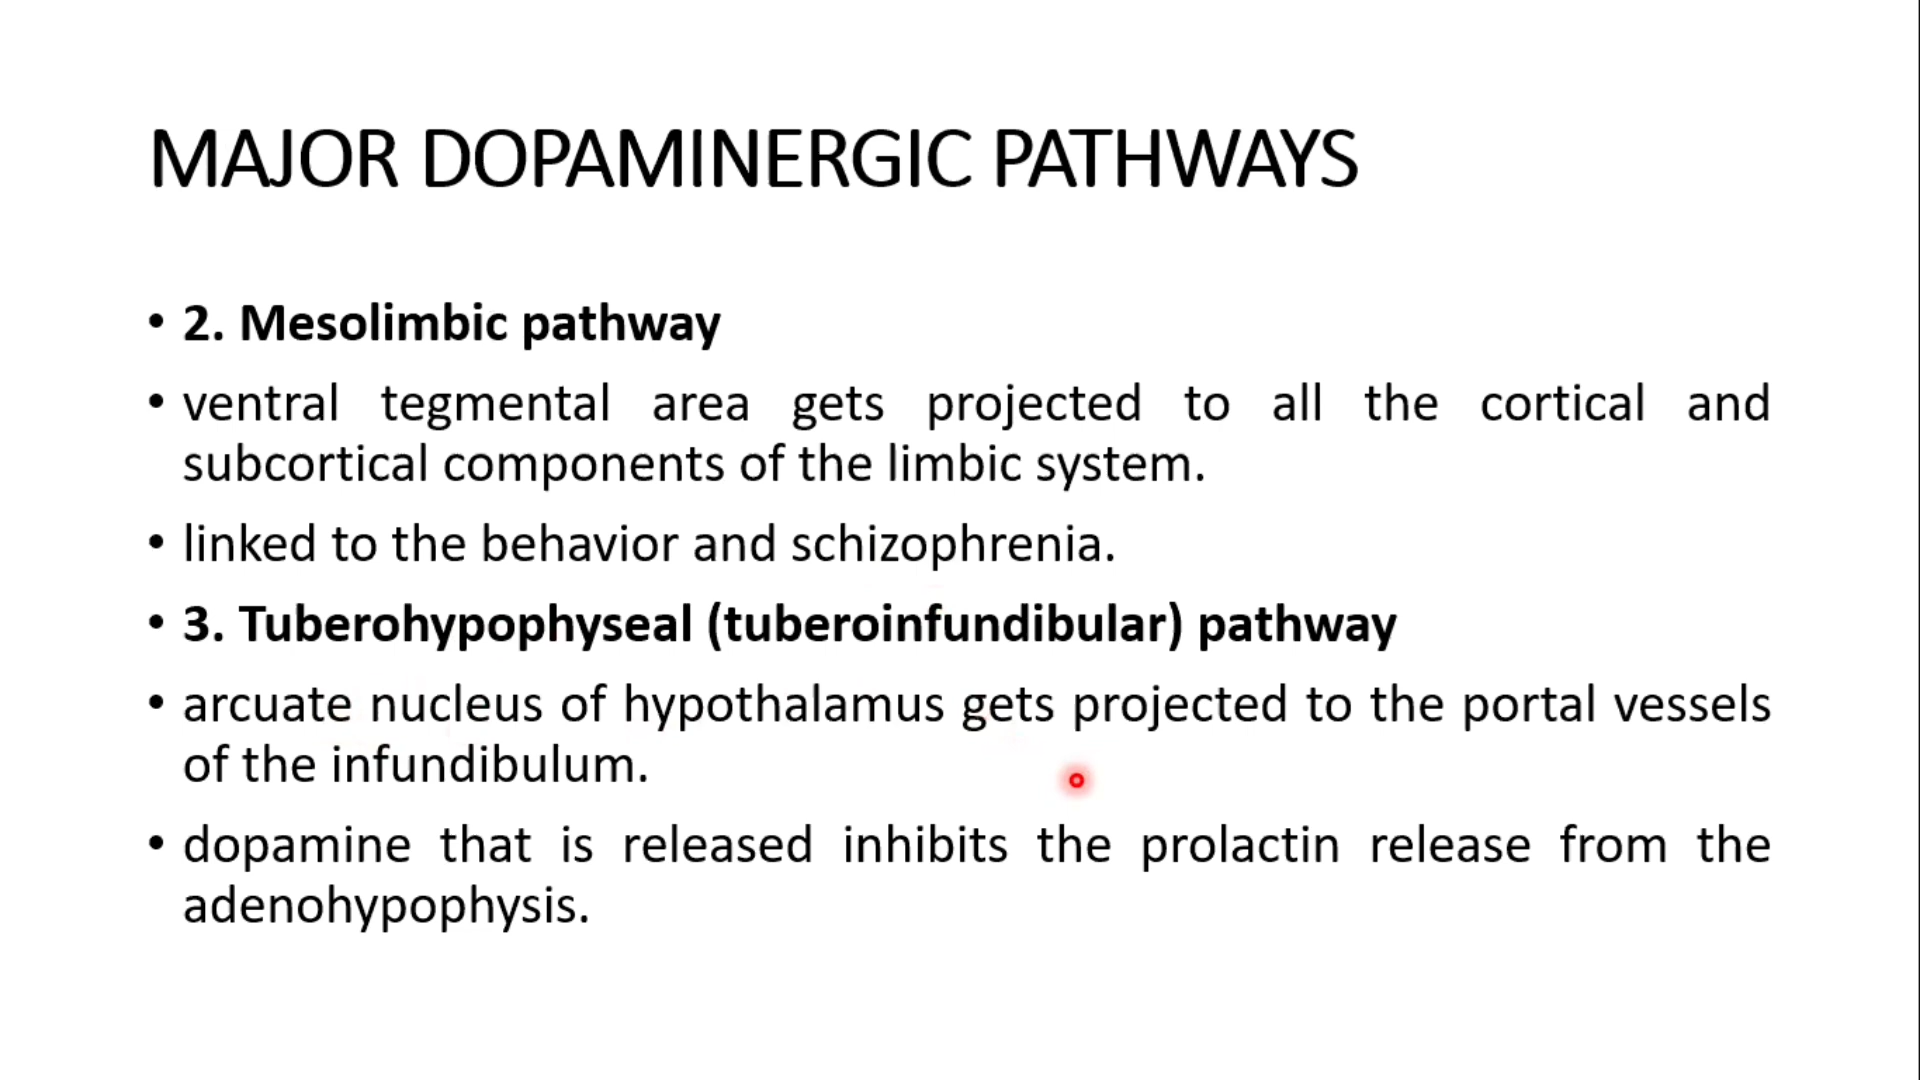 MAJOR DOPAMINERGIC PATHWAYS
• 2. Mesolimbic pathway
• ventral tegmental area gets projected to all the cortical and
subcortical components of the limbic system.
• linked to the behavior and schizophrenia.
• 3. Tuberohypophyseal (tuberoinfundibular) pathway
• arcuate nucleus of hypothalamus gets projected to the portal vessels
of the infundibulum.
• dopamine that is released inhibits the prolactin release from the
adenohypophysis.